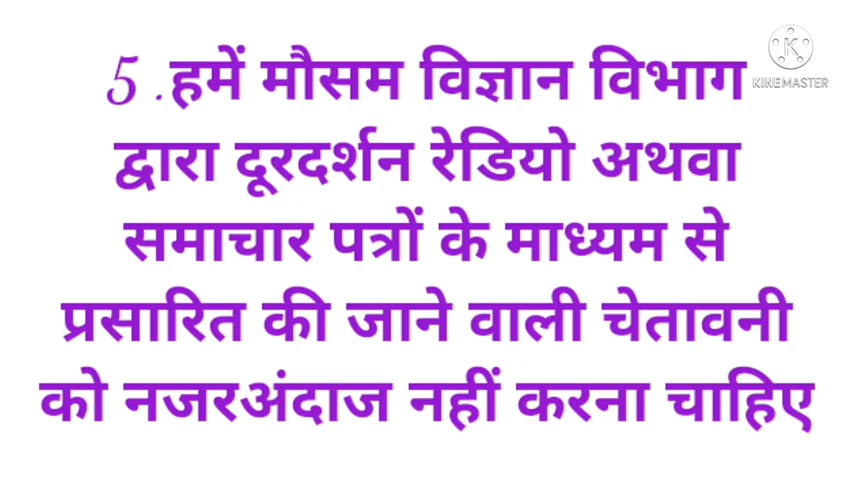 KINEMASTER
5 .हमें मौसम विज्ञान विभाग
द्वारा दूरदर्शन रेडियो अथवा
समाचार पत्रों के माध्यम से
प्रसारित की जाने वाली चेतावनी
को नजरअंदाज नहीं करना चाहिए